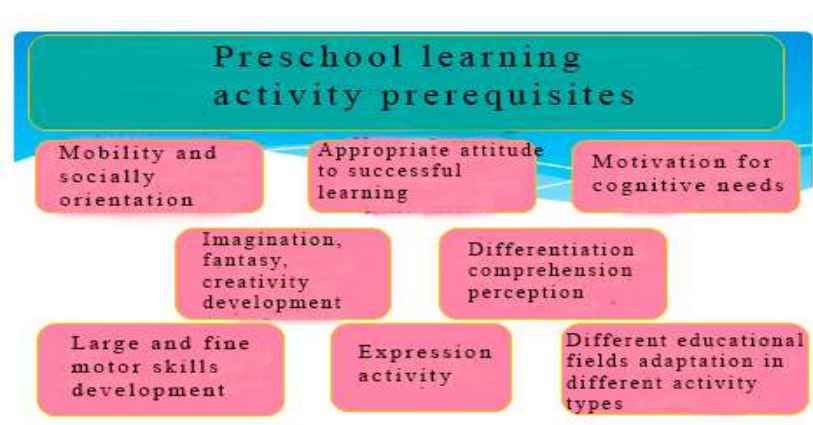 Preschool learning
activity prerequisites
Mobility and
socially
orientation
Appropriate attitude
to successful
learning
Motivation for
cognitive needs
Imagination,
fantasy,
creativity
development
Differentiation
comprehension
perception
Large and fine
motor skills
development
Expression
activity
Different educational
fields adaptation in
different activity
types